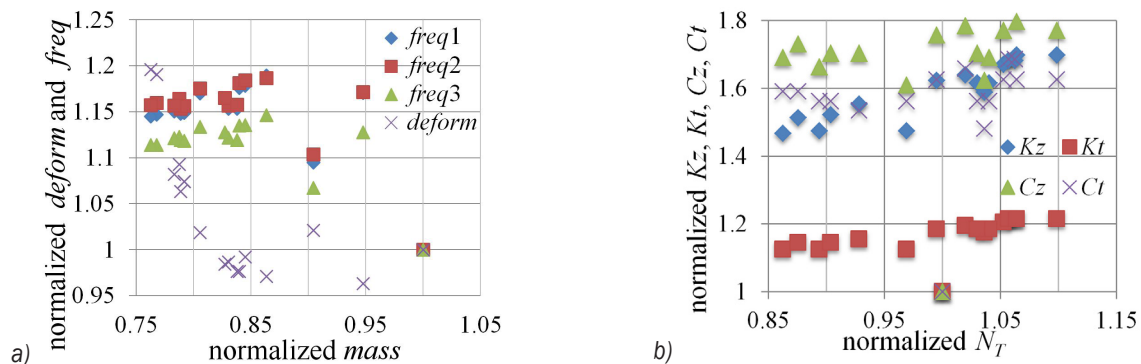 normalized deform and freq
1.25
1.2
1.15
1.1
1.05
1
0.95
0.75 0.85 0.95 1.05
normalized mass
freq1
freq2
freq3
deform
a)
normalized Kz, Kt, Cz, Ct
1.8
1.6
1.4
1.2
1
0.85 0.95 1.05 1.15
normalized N_T
Kz Kt
Cz Ct
b)